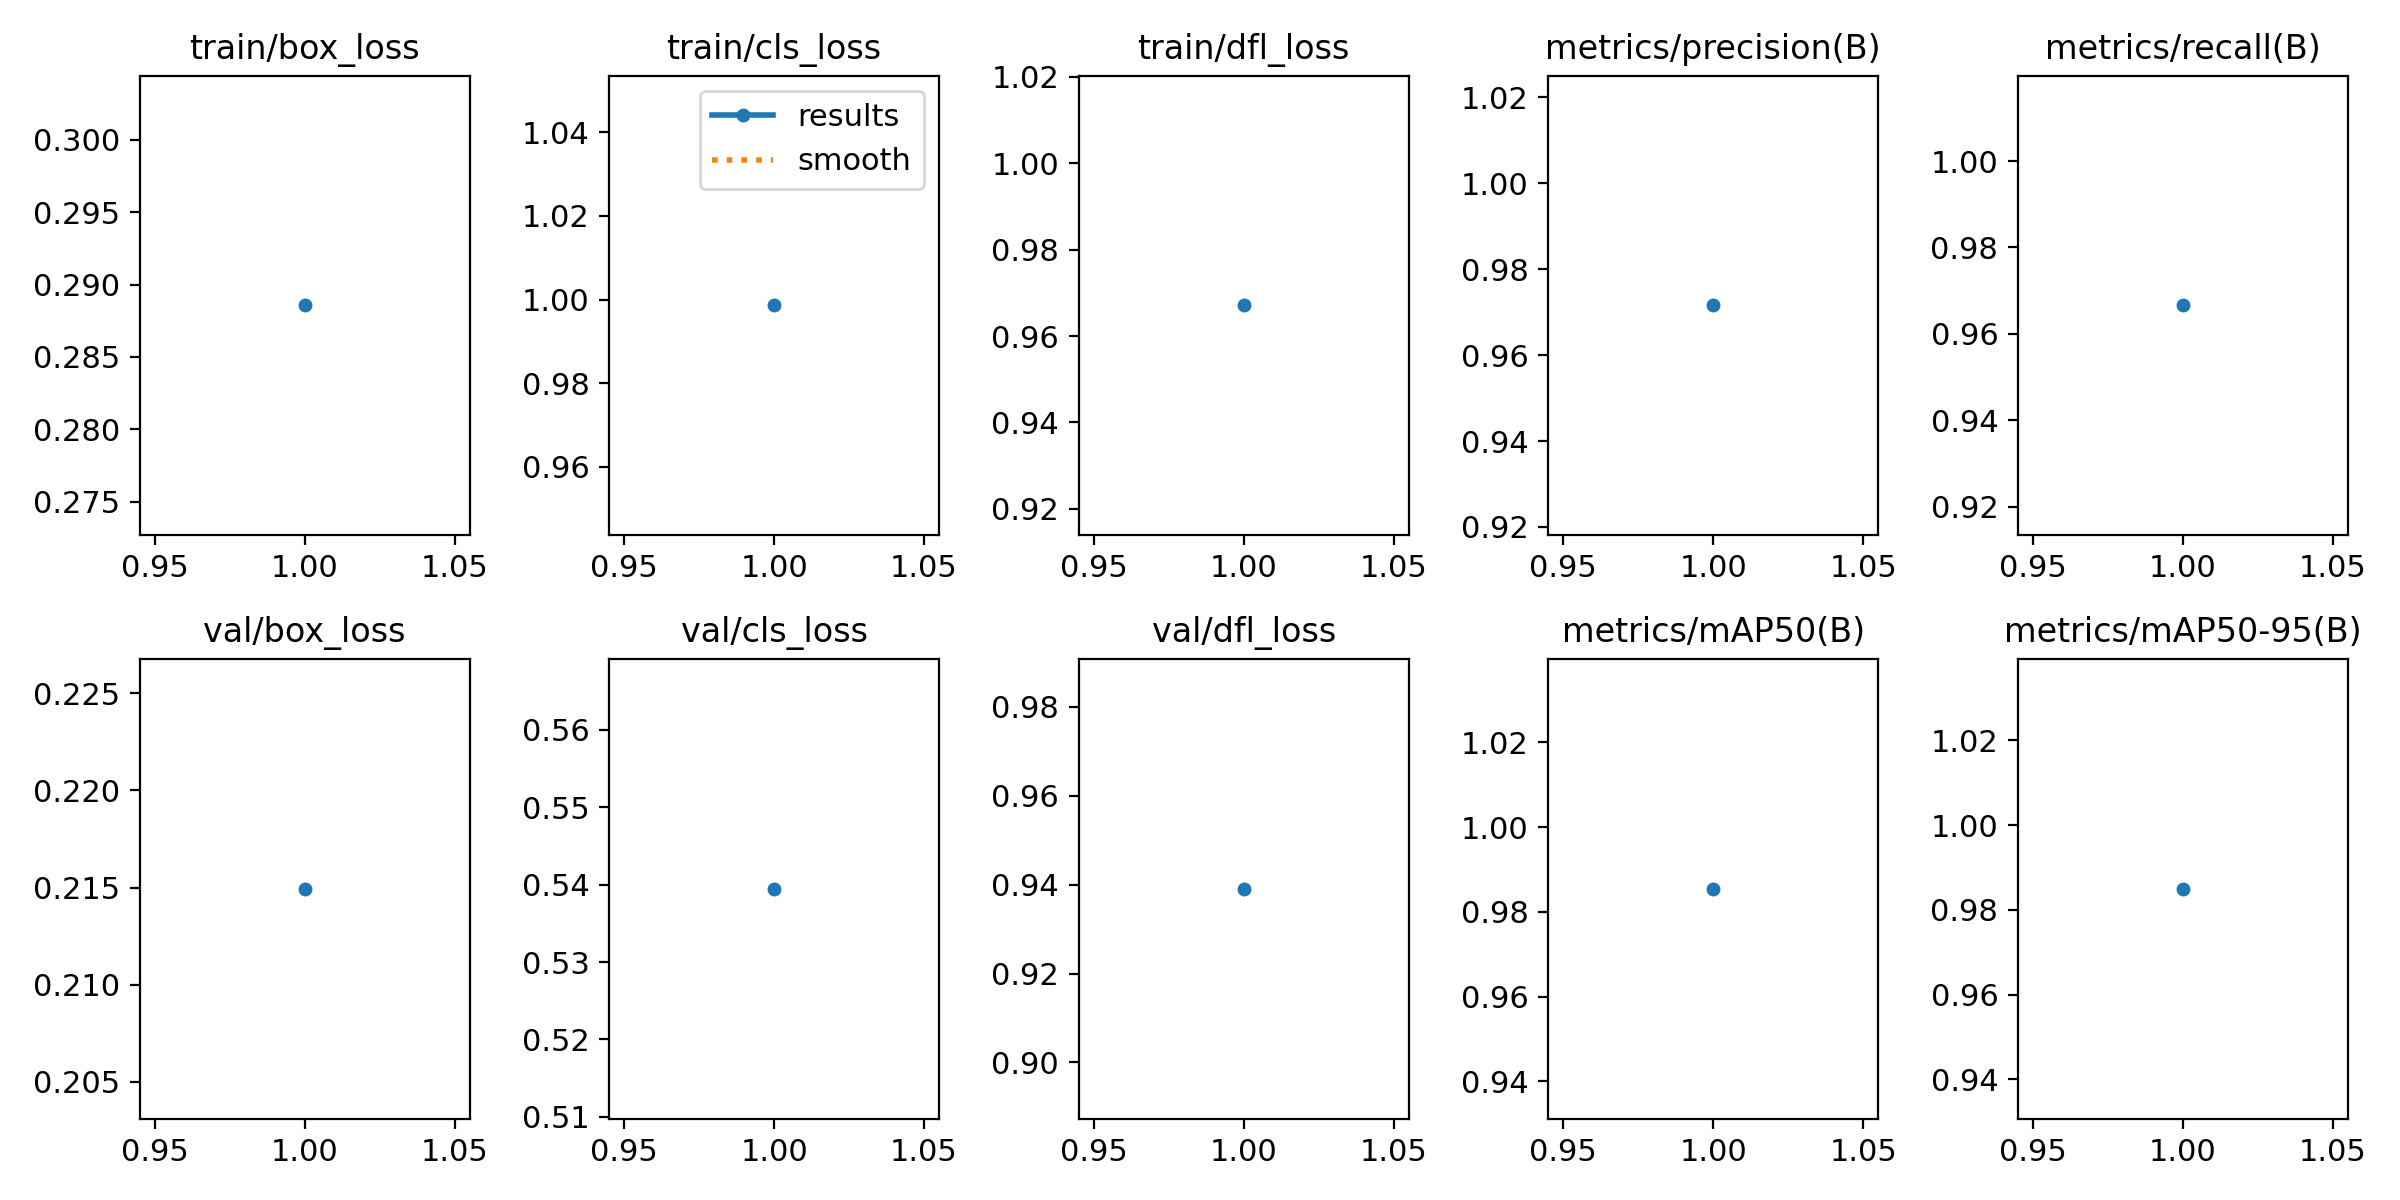 train/box_loss
0.300
0.295
0.290
0.285
0.280
0.275
0.95 1.00 1.05
train/cls_loss
results
smooth
1.04
1.02
1.00
0.98
0.96
0.95 1.00 1.05
train/dfl_loss
1.02
1.00
0.98
0.96
0.94
0.92
0.95 1.00 1.05
metrics/precision(B)
1.02
1.00
0.98
0.96
0.94
0.92
0.95 1.00 1.05
metrics/recall(B)
1.00
0.98
0.96
0.94
0.92
0.95 1.00 1.05
val/box_loss
0.225
0.220
0.215
0.210
0.205
0.95 1.00 1.05
val/cls_loss
0.56
0.55
0.54
0.53
0.52
0.51
0.95 1.00 1.05
val/dfl_loss
0.98
0.96
0.94
0.92
0.90
0.95 1.00 1.05
metrics/mAP50(B)
1.02
1.00
0.98
0.96
0.94
0.95 1.00 1.05
metrics/mAP50-95(B)
1.02
1.00
0.98
0.96
0.94
0.95 1.00 1.05